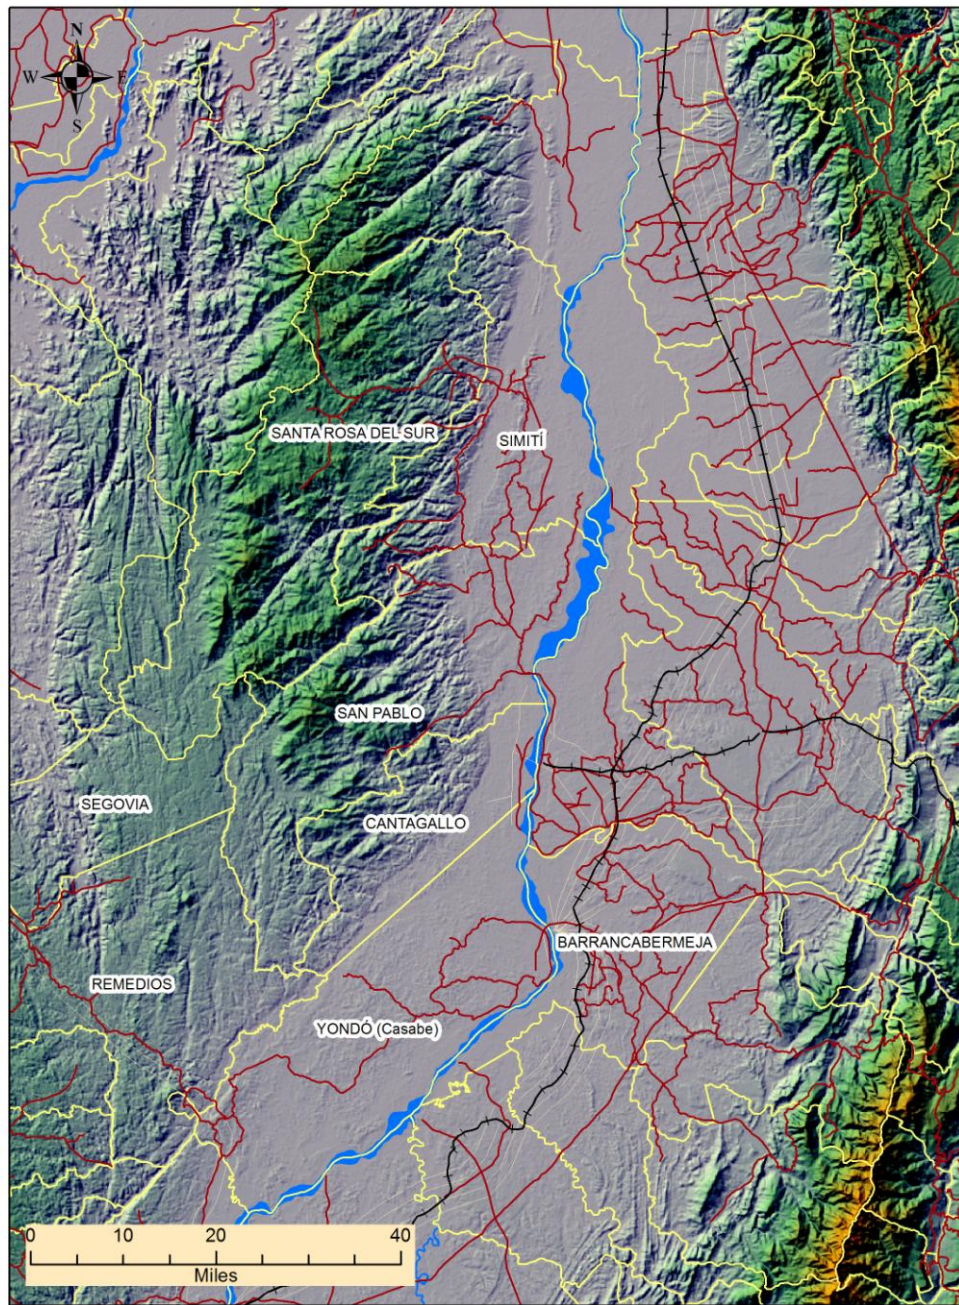 N
W E
S
SANTA ROSA DEL SUR
SIMITÍ
SAN PABLO
SEGOVIA
CANTAGALLO
BARRANCABERMEJA
REMEDIOS
YONDÓ (Casabe)
0 10 20 40
Miles